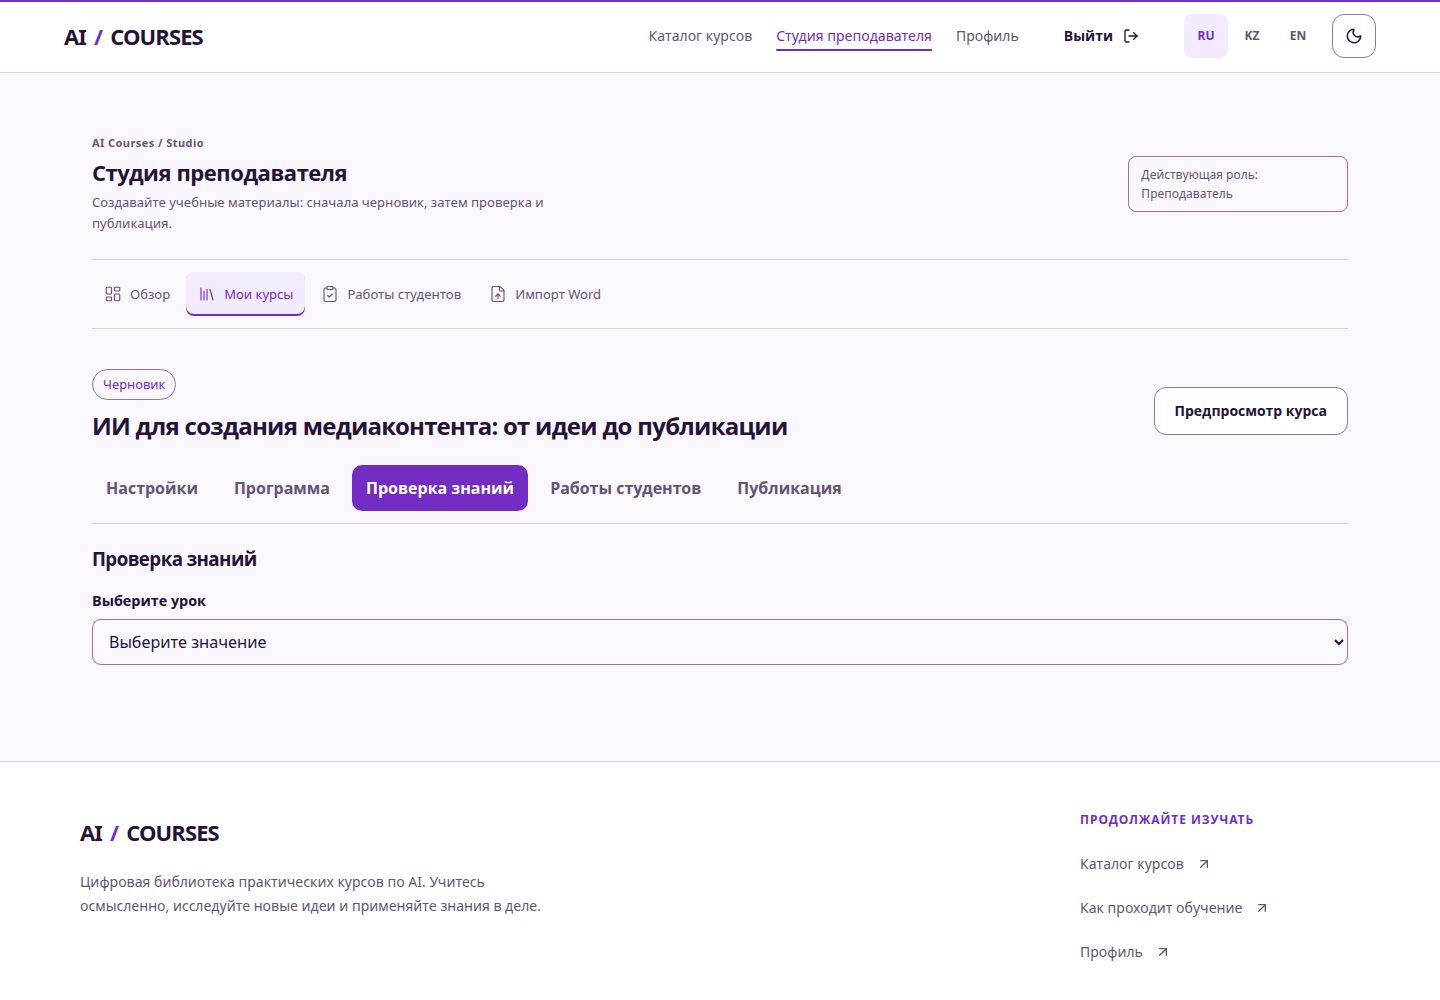 AI / COURSES
Каталог курсов
Студия преподавателя
Профиль
Выйти
RU
KZ
EN
AI Courses / Studio
Студия преподавателя
Создавайте учебные материалы: сначала черновик, затем проверка и
публикация.
Действующая роль:
Преподаватель
Обзор
Мои курсы
Работы студентов
Импорт Word
Черновик
ИИ для создания медиаконтента: от идеи до публикации
Предпросмотр курса
Настройки
Программа
Проверка знаний
Работы студентов
Публикация
Проверка знаний
Выберите урок
Выберите значение
AI / COURSES
Цифровая библиотека практических курсов по AI. Учитесь
осмысленно, исследуйте новые идеи и применяйте знания в деле.
ПРОДОЛЖАЙТЕ ИЗУЧАТЬ
Каталог курсов
Как проходит обучение
Профиль